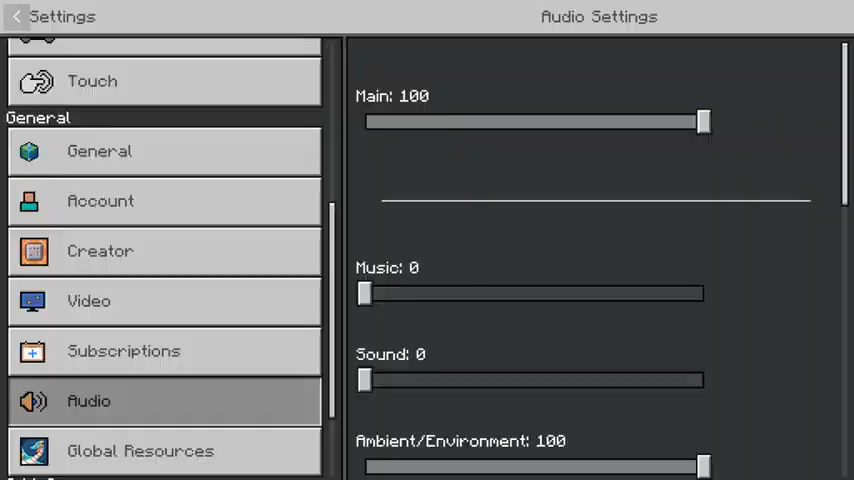 Settings
Audio Settings
Touch
General
General
Account
Creator
Video
Subscriptions
Audio
Global Resources
Main: 100
Music: 0
Sound: 0
Ambient/Environment: 100